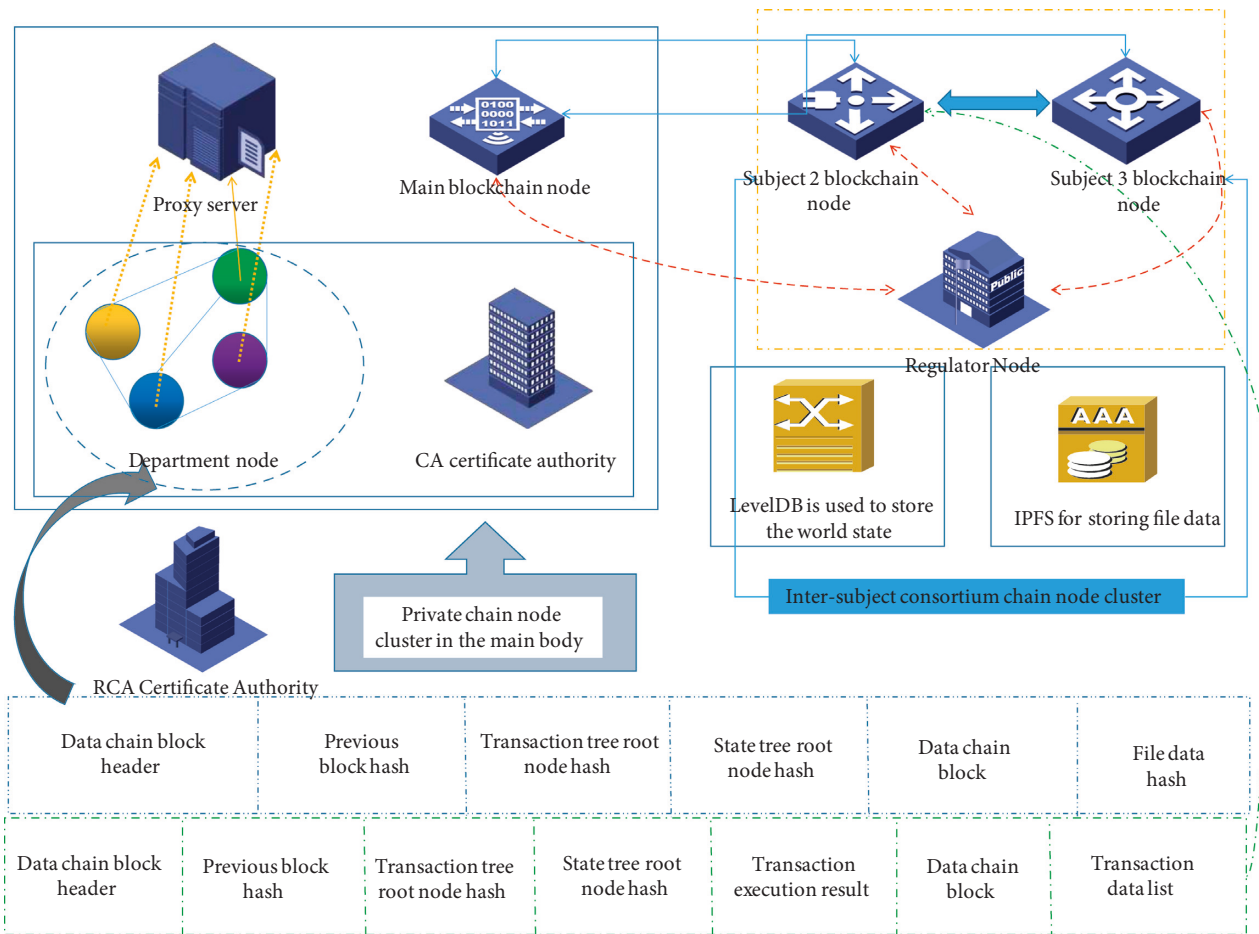 0100
0000
1011
Proxy server
Main blockchain node
Subject 2 blockchain
node
Subject 3 blockchain
node
Public
Regulator Node
Department node
CA certificate authority
AAA
LevelDB is used to store
the world state
IPFS for storing file data
Inter-subject consortium chain node cluster
Private chain node
cluster in the main body
RCA Certificate Authority
Data chain block
header
Previous
block hash
Transaction tree root
node hash
State tree root
node hash
Data chain
block
File data
hash
Data chain block
header
Previous block
hash
Transaction tree
root node hash
State tree root
node hash
Transaction
execution result
Data chain
block
Transaction
data list